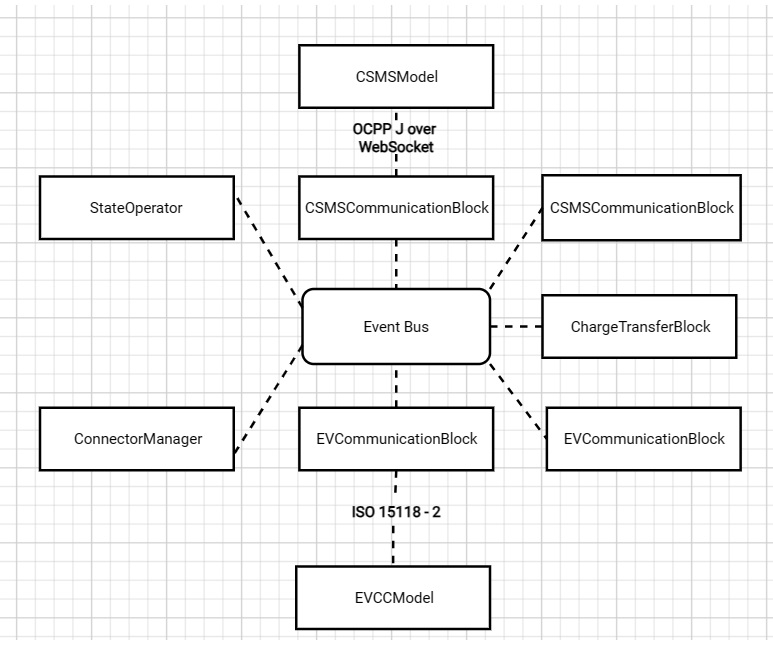 CSMSModel
OCPP J over
WebSocket
StateOperator
CSMSCommunicationBlock
CSMSCommunicationBlock
Event Bus
ChargeTransferBlock
ConnectorManager
EVCommunicationBlock
EVCommunicationBlock
ISO 15118 - 2
EVCCModel